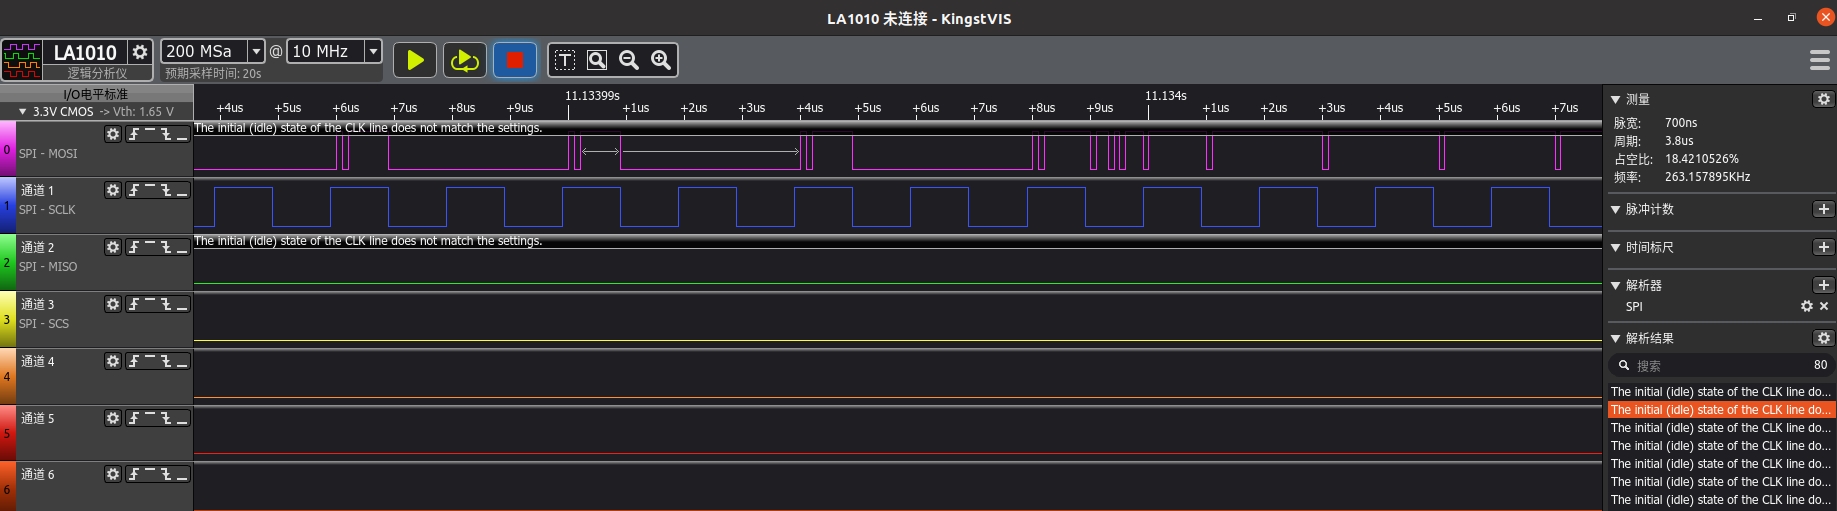 LA1010 未连接 - KingstVIS
LA1010
逻辑分析仪
200 MSa @ 10 MHz
预期采样时间: 20s
I/O电平标准
3.3V CMOS -> Vth: 1.65 V
+4us +5us +6us +7us +8us +9us 11.13399s +1us +2us +3us +4us +5us +6us +7us +8us +9us 11.134s +1us +2us +3us +4us +5us +6us +7us
0
SPI - MOSI
The initial (idle) state of the CLK line does not match the settings.
1
通道 1
SPI - SCLK
2
通道 2
SPI - MISO
The initial (idle) state of the CLK line does not match the settings.
3
通道 3
SPI - SCS
4
通道 4
5
通道 5
6
通道 6
测量
脉宽: 700ns
周期: 3.8us
占空比: 18.4210526%
频率: 263.157895KHz
脉冲计数
时间标尺
解析器
SPI
解析结果
搜索 80
The initial (idle) state of the CLK line do...
The initial (idle) state of the CLK line do...
The initial (idle) state of the CLK line do...
The initial (idle) state of the CLK line do...
The initial (idle) state of the CLK line do...
The initial (idle) state of the CLK line do...
The initial (idle) state of the CLK line do...